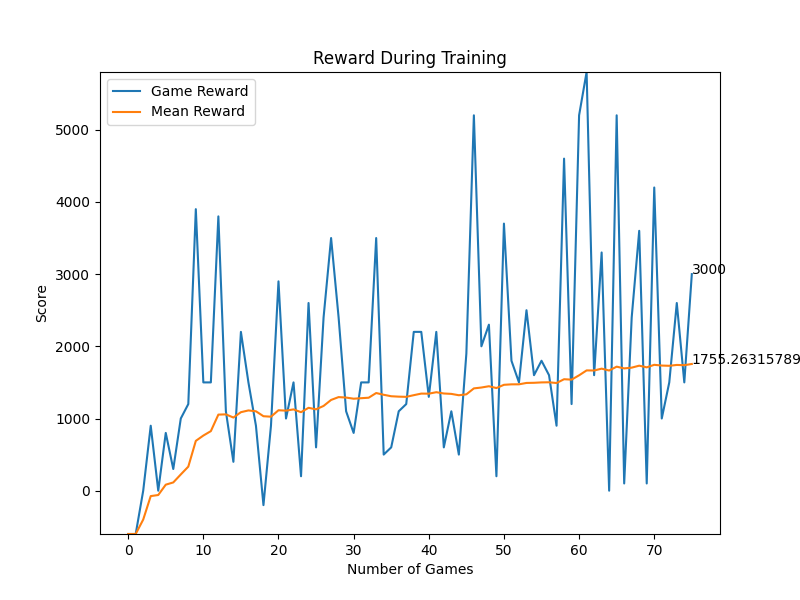 Reward During Training
Game Reward
Mean Reward
5000
4000
3000
2000
1000
0
Score
3000
1755.26315789
0 10 20 30 40 50 60 70
Number of Games